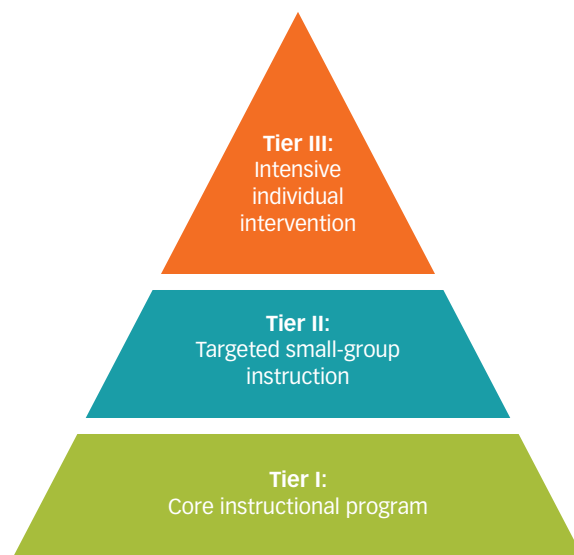 Tier III:
Intensive
individual
intervention
Tier II:
Targeted small-group
instruction
Tier I:
Core instructional program